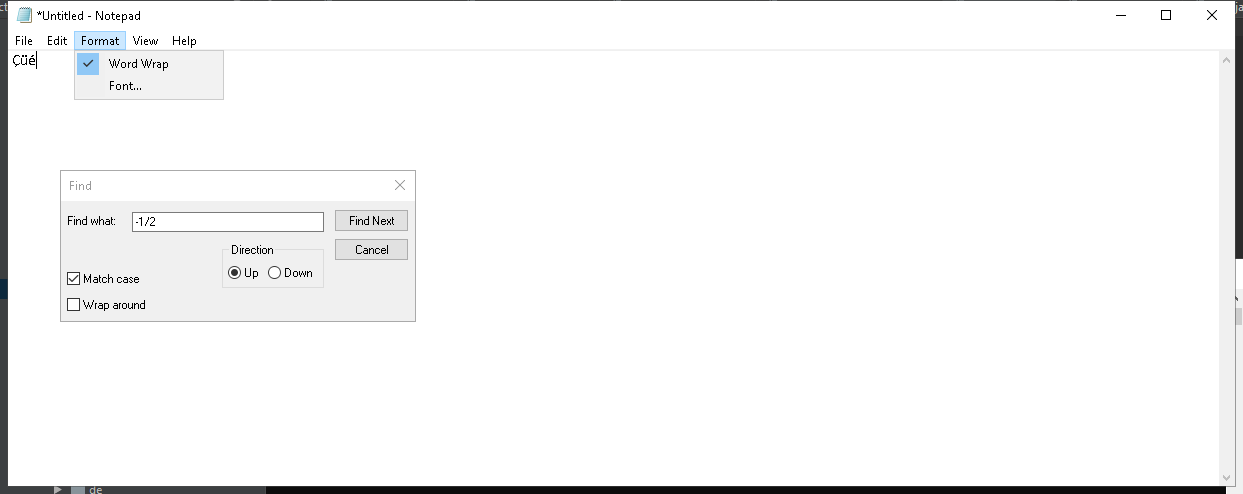 *Untitled - Notepad
File Edit Format View Help
Çüé
Word Wrap
Font...
Find
Find what: -1/2 Find Next
Direction Cancel
Up Down
Match case
Wrap around
de